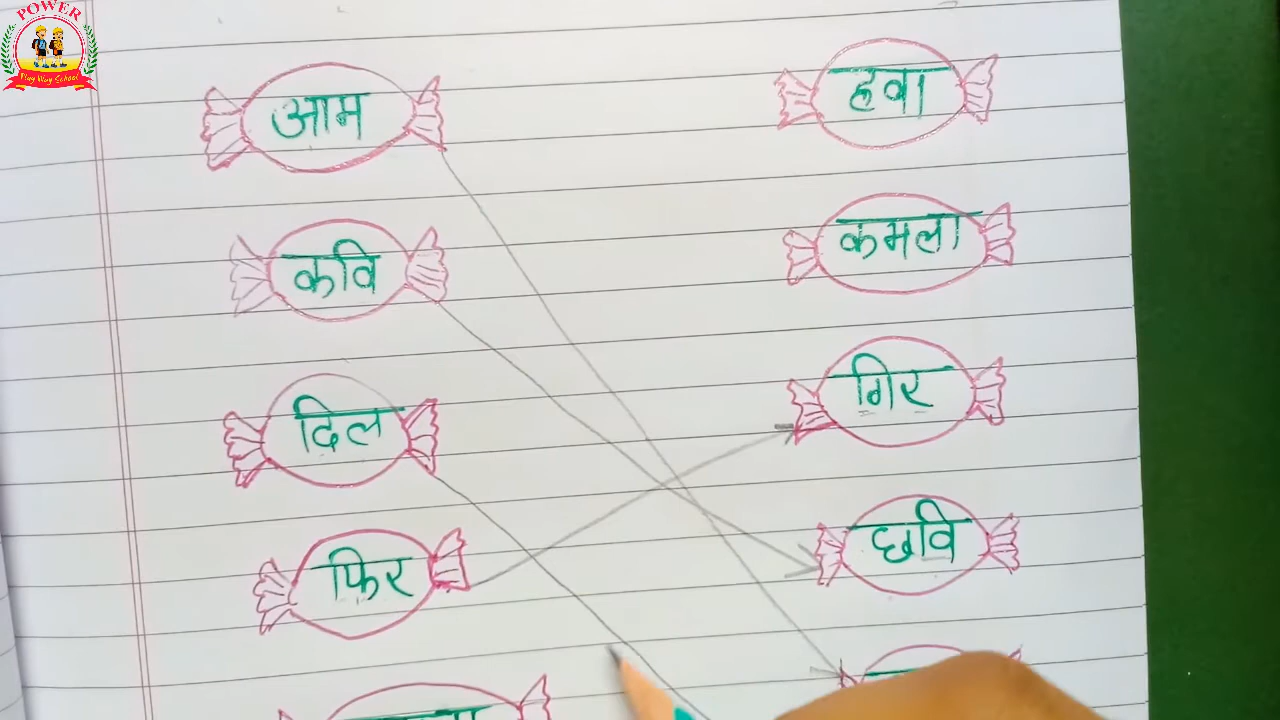 POWER
Play Way School
आम
हवा
कवि
कमला
दिल
गिर
फिर
छवि